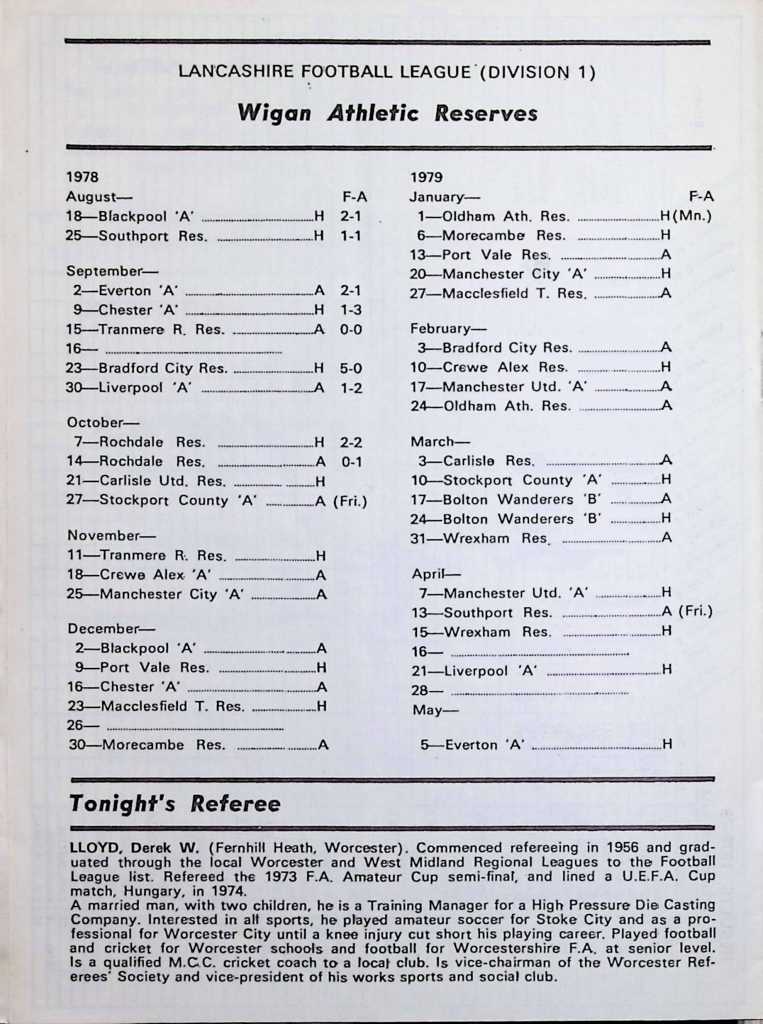 LANCASHIRE FOOTBALL LEAGUE (DIVISION 1)
Wigan Athletic Reserves
1978
August— F-A
18—Blackpool 'A' ........ H 2-1
25—Southport Res. ........ H 1-1
September—
2—Everton 'A' ........ A 2-1
9—Chester 'A' ........ H 1-3
15—Tranmere R. Res. ........ A 0-0
16— ........
23—Bradford City Res. ........ H 5-0
30—Liverpool 'A' ........ A 1-2
October—
7—Rochdale Res. ........ H 2-2
14—Rochdale Res. ........ A 0-1
21—Carlisle Utd. Res. ........ H
27—Stockport County 'A' ........ A (Fri.)
November—
11—Tranmere R. Res. ........ H
18—Crewe Alex 'A' ........ A
25—Manchester City 'A' ........ A
December—
2—Blackpool 'A' ........ A
9—Port Vale Res. ........ H
16—Chester 'A' ........ A
23—Macclesfield T. Res. ........ H
26— ........
30—Morecambe Res. ........ A
1979
January— F-A
1—Oldham Ath. Res. ........ H (Mn.)
6—Morecambe Res. ........ H
13—Port Vale Res. ........ A
20—Manchester City 'A' ........ H
27—Macclesfield T. Res. ........ A
February—
3—Bradford City Res. ........ A
10—Crewe Alex Res. ........ H
17—Manchester Utd. 'A' ........ A
24—Oldham Ath. Res. ........ A
March—
3—Carlisle Res. ........ A
10—Stockport County 'A' ........ H
17—Bolton Wanderers 'B' ........ A
24—Bolton Wanderers 'B' ........ H
31—Wrexham Res. ........ A
April—
7—Manchester Utd. 'A' ........ H
13—Southport Res. ........ A (Fri.)
15—Wrexham Res. ........ H
16— ........
21—Liverpool 'A' ........ H
28— ........
May—
5—Everton 'A' ........ H
Tonight's Referee
LLOYD, Derek W. (Fernhill Heath, Worcester). Commenced refereeing in 1956 and grad-
uated through the local Worcester and West Midland Regional Leagues to the Football
League list. Refereed the 1973 F.A. Amateur Cup semi-final, and lined a U.E.F.A. Cup
match, Hungary, in 1974.
A married man, with two children, he is a Training Manager for a High Pressure Die Casting
Company. Interested in all sports, he played amateur soccer for Stoke City and as a pro-
fessional for Worcester City until a knee injury cut short his playing career. Played football
and cricket for Worcester schools and football for Worcestershire F.A. at senior level.
Is a qualified M.C.C. cricket coach to a local club. Is vice-chairman of the Worcester Ref-
erees' Society and vice-president of his works sports and social club.